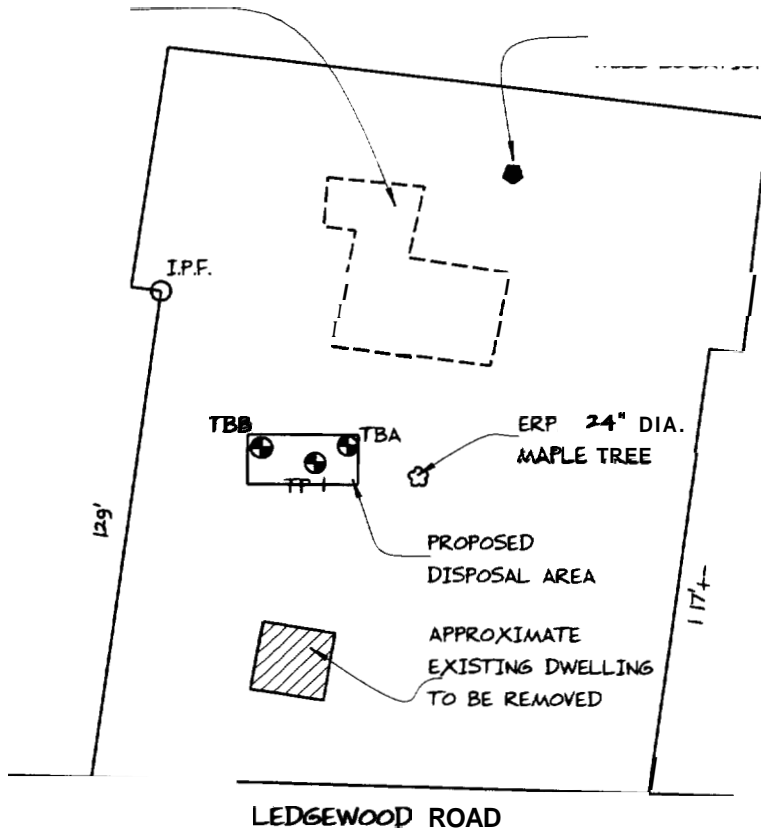 I.P.F.
TBB
TBA
ERP 24" DIA.
MAPLE TREE
TP 1
129'
PROPOSED
DISPOSAL AREA
117'+-
APPROXIMATE
EXISTING DWELLING
TO BE REMOVED
LEDGEWOOD ROAD